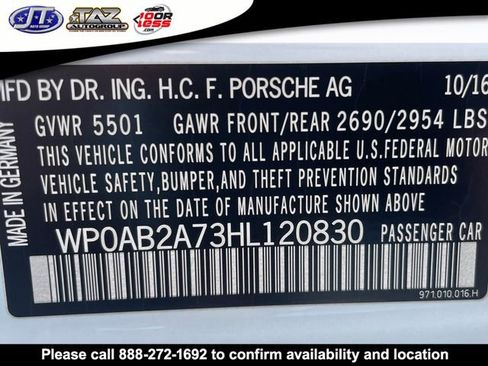 JTS
TAZ
AUTOGROUP
400OR
LESS.com
MFD BY DR. ING. H.C. F. PORSCHE AG 10/16
GVWR 5501 GAWR FRONT/REAR 2690/2954 LBS
THIS VEHICLE CONFORMS TO ALL APPLICABLE U.S.FEDERAL MOTOR
VEHICLE SAFETY,BUMPER,AND THEFT PREVENTION STANDARDS
IN EFFECT ON THE DATE OF MANUFACTURE SHOWN ABOVE
WP0AB2A73HL120830 PASSENGER CAR
MADE IN GERMANY
971.010.016.H
Please call 888-272-1692 to confirm availability and location